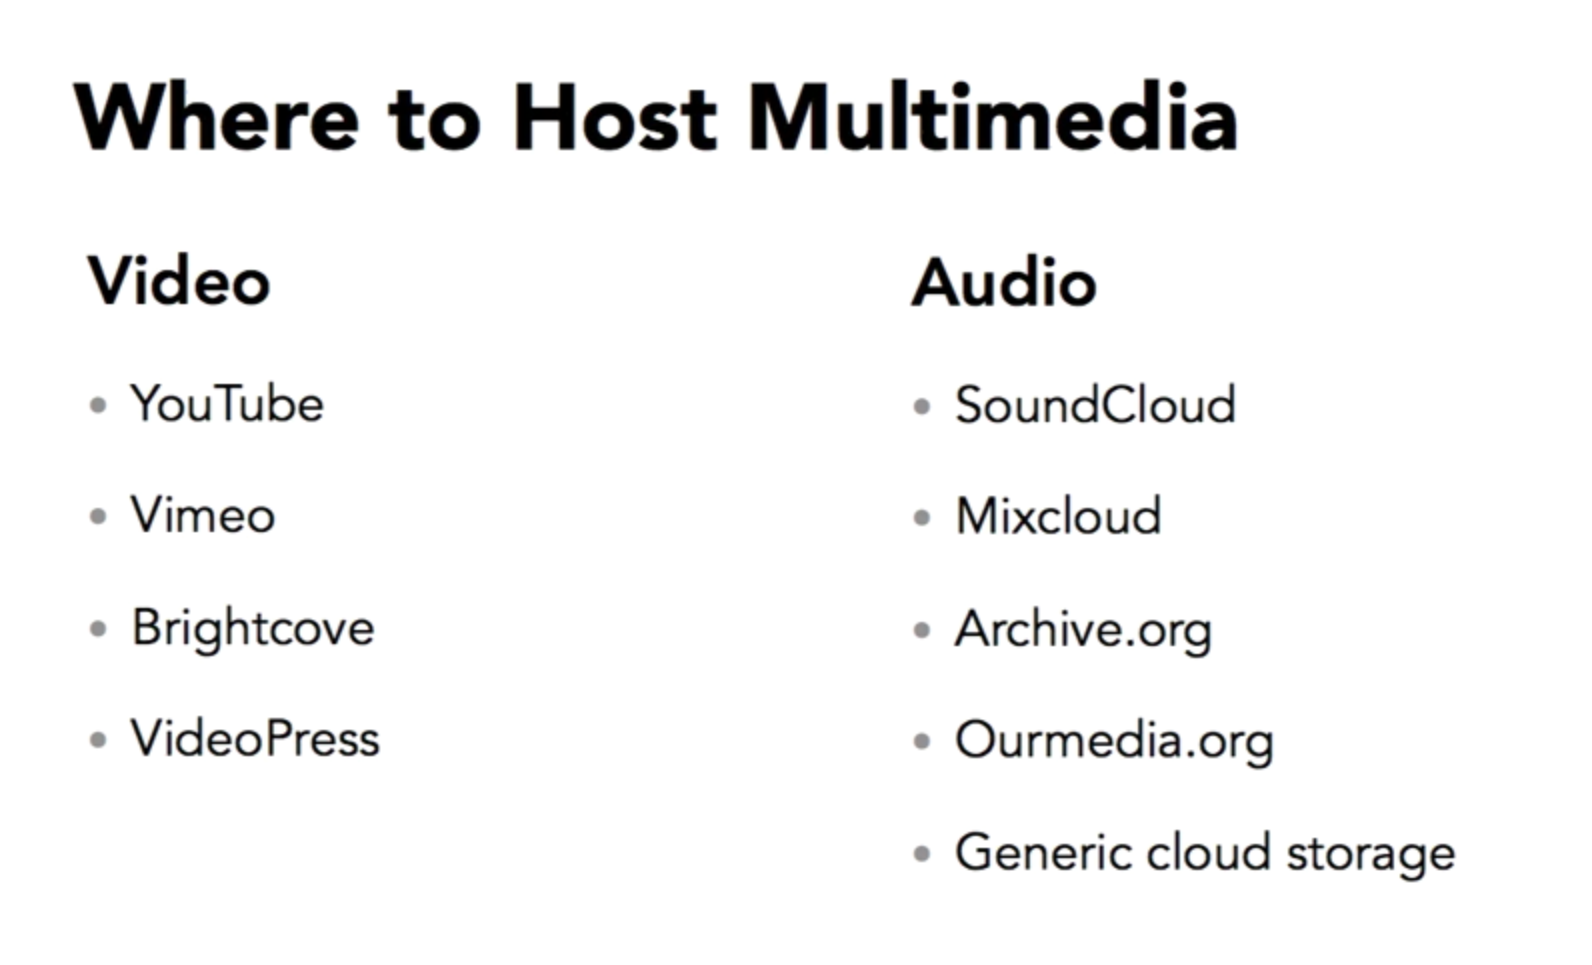 Where to Host Multimedia
Video
• YouTube
• Vimeo
• Brightcove
• VideoPress
Audio
• SoundCloud
• Mixcloud
• Archive.org
• Ourmedia.org
• Generic cloud storage